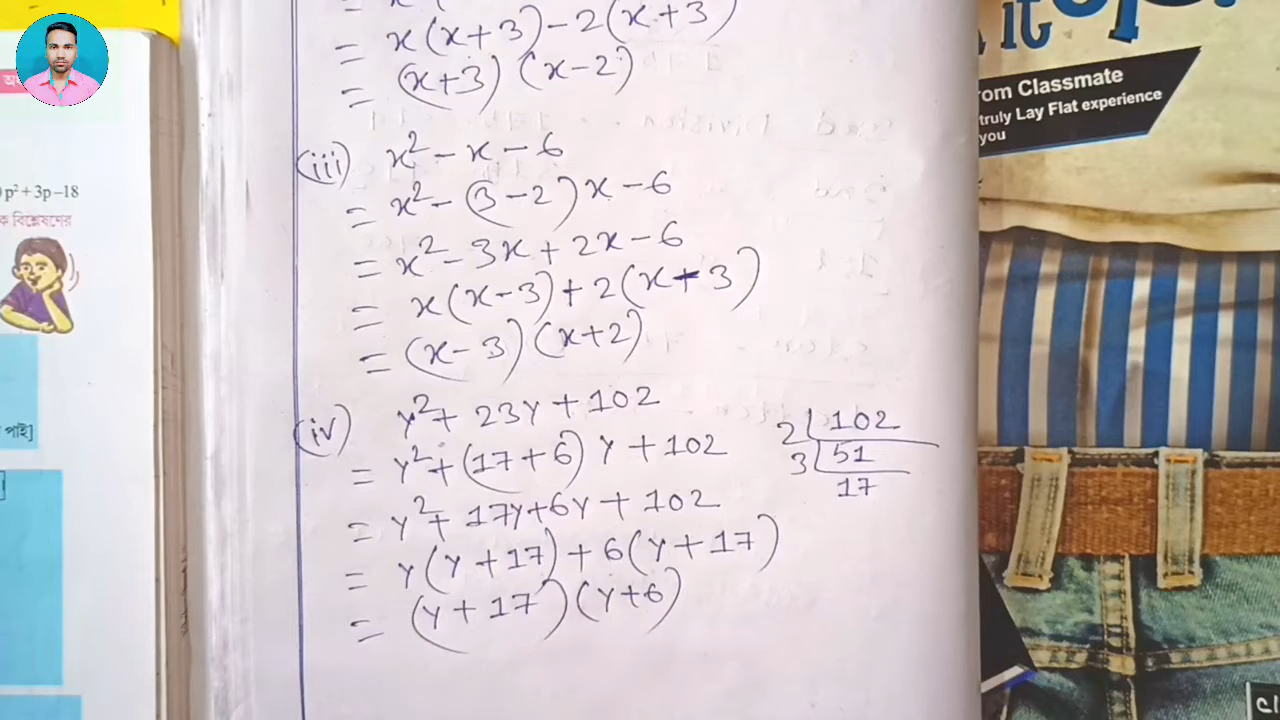 = x(x+3)-2(x+3)
= (x+3) (x-2)
(iii) x² - x - 6
= x² - (3-2)x - 6
= x² - 3x + 2x - 6
= x(x-3) + 2(x-3)
= (x-3) (x+2)
(iv) y² + 23y + 102
= y² + (17+6) y + 102
= y² + 17y + 6y + 102
= y(y+17) + 6(y+17)
= (y+17) (y+6)
2 102
3 51
17
p² + 3p – 18
ক বিশ্লেষণের
পাই]
it
om Classmate
truly Lay Flat experience
you